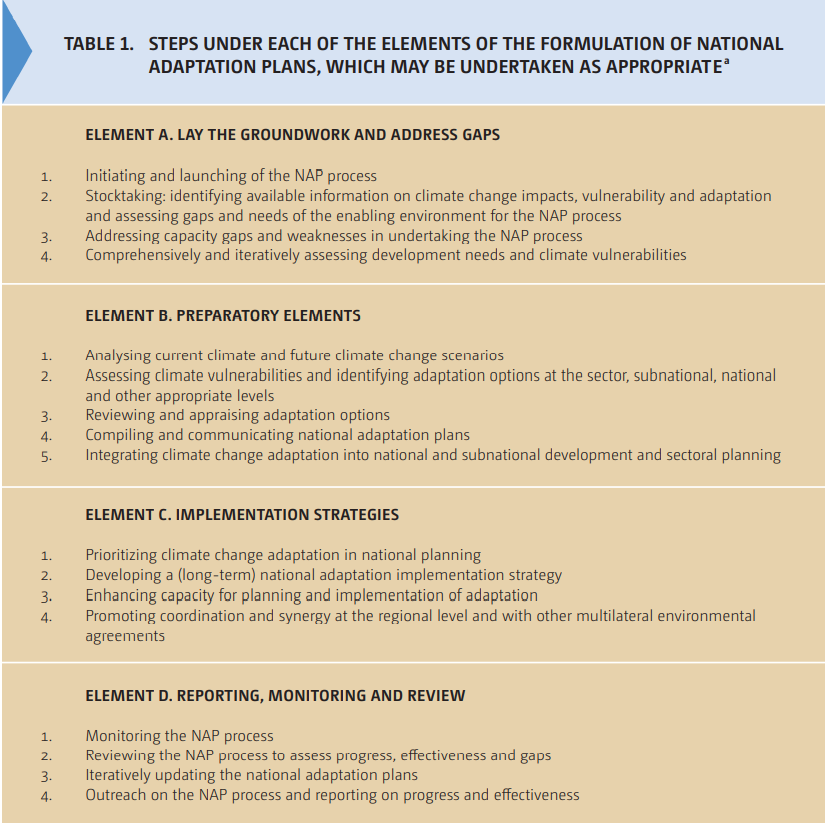 TABLE 1. STEPS UNDER EACH OF THE ELEMENTS OF THE FORMULATION OF NATIONAL
ADAPTATION PLANS, WHICH MAY BE UNDERTAKEN AS APPROPRIATEª
ELEMENT A. LAY THE GROUNDWORK AND ADDRESS GAPS
1. Initiating and launching of the NAP process
2. Stocktaking: identifying available information on climate change impacts, vulnerability and adaptation
and assessing gaps and needs of the enabling environment for the NAP process
3. Addressing capacity gaps and weaknesses in undertaking the NAP process
4. Comprehensively and iteratively assessing development needs and climate vulnerabilities
ELEMENT B. PREPARATORY ELEMENTS
1. Analysing current climate and future climate change scenarios
2. Assessing climate vulnerabilities and identifying adaptation options at the sector, subnational, national
and other appropriate levels
3. Reviewing and appraising adaptation options
4. Compiling and communicating national adaptation plans
5. Integrating climate change adaptation into national and subnational development and sectoral planning
ELEMENT C. IMPLEMENTATION STRATEGIES
1. Prioritizing climate change adaptation in national planning
2. Developing a (long-term) national adaptation implementation strategy
3. Enhancing capacity for planning and implementation of adaptation
4. Promoting coordination and synergy at the regional level and with other multilateral environmental
agreements
ELEMENT D. REPORTING, MONITORING AND REVIEW
1. Monitoring the NAP process
2. Reviewing the NAP process to assess progress, effectiveness and gaps
3. Iteratively updating the national adaptation plans
4. Outreach on the NAP process and reporting on progress and effectiveness